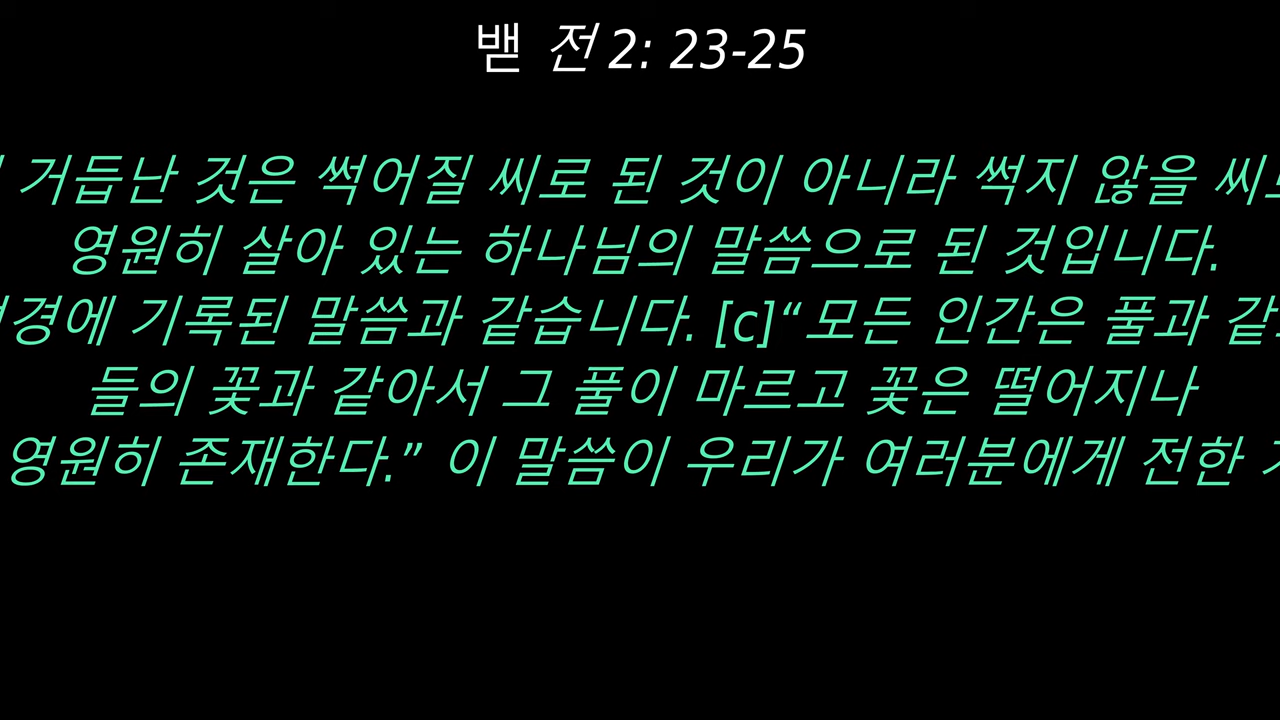 밷 전 2: 23-25
거듭난 것은 썩어질 씨로 된 것이 아니라 썩지 않을 씨
영원히 살아 있는 하나님의 말씀으로 된 것입니다.
경에 기록된 말씀과 같습니다. [c]“모든 인간은 풀과
들의 꽃과 같아서 그 풀이 마르고 꽃은 떨어지나
영원히 존재한다.” 이 말씀이 우리가 여러분에게 전한